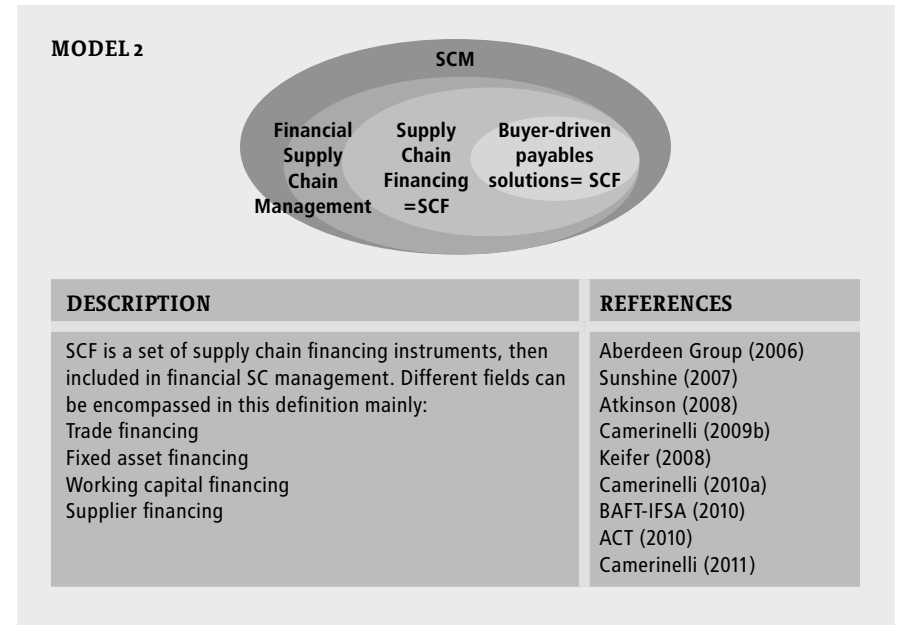 MODEL 2
SCM
Financial
Supply
Chain
Management
Supply
Chain
Financing
=SCF
Buyer-driven
payables
solutions= SCF
DESCRIPTION
SCF is a set of supply chain financing instruments, then
included in financial SC management. Different fields can
be encompassed in this definition mainly:
Trade financing
Fixed asset financing
Working capital financing
Supplier financing
REFERENCES
Aberdeen Group (2006)
Sunshine (2007)
Atkinson (2008)
Camerinelli (2009b)
Keifer (2008)
Camerinelli (2010a)
BAFT-IFSA (2010)
ACT (2010)
Camerinelli (2011)